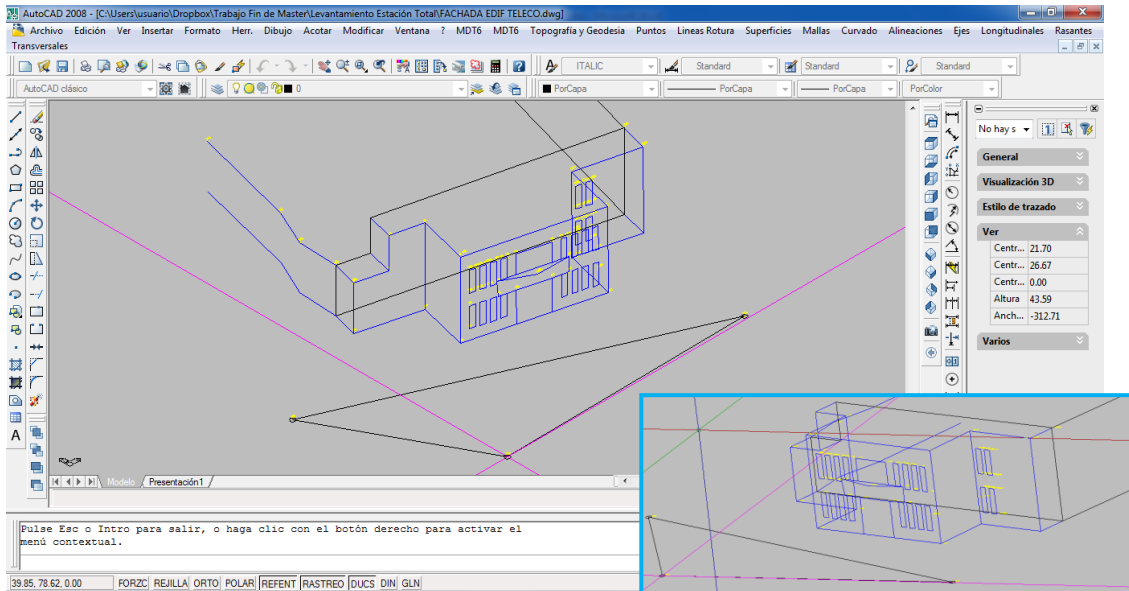 AutoCAD 2008 - [C:\Users\usuario\Dropbox\Trabajo Fin de Master\Levantamiento Estación Total\FACHADA EDIF TELECO.dwg]
Archivo Edición Ver Insertar Formato Herr. Dibujo Acotar Modificar Ventana ? MDT6 MDT6 Topografía y Geodesia Puntos Lineas Rotura Superficies Mallas Curvado Alineaciones Ejes Longitudinales Rasantes
Transversales
ITALIC Standard Standard Standard
AutoCAD clásico 0 PorCapa PorCapa PorCapa PorColor
No hay s
General
Visualización 3D
Estilo de trazado
Ver
Centr... 21.70
Centr... 26.67
Centr... 0.00
Altura 43.59
Anch... -312.71
Varios
A
Modelo Presentación1
Pulse Esc o Intro para salir, o haga clic con el botón derecho para activar el
menú contextual.
39.85, 78.62, 0.00 FORZC REJILLA ORTO POLAR REFENT RASTREO DUCS DIN GLN